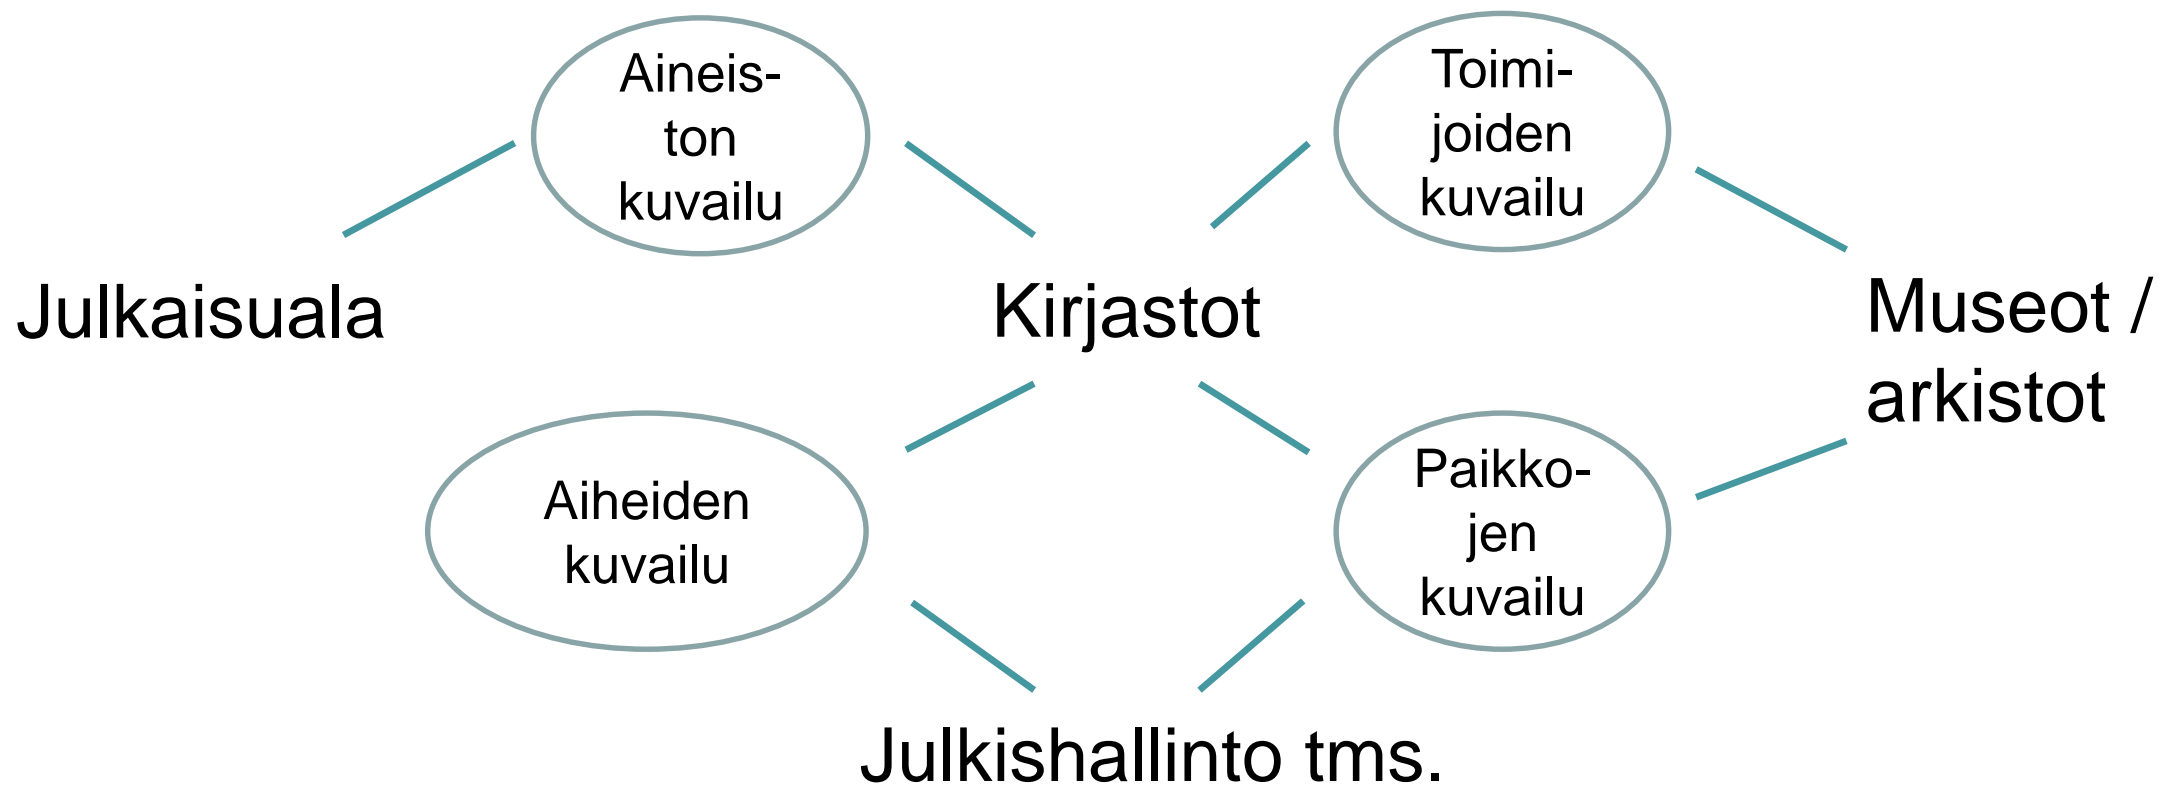 Aineis-
ton
kuvailu
Toimi-
joiden
kuvailu
Julkaisuala
Kirjastot
Museot /
arkistot
Aiheiden
kuvailu
Paikko-
jen
kuvailu
Julkishallinto tms.